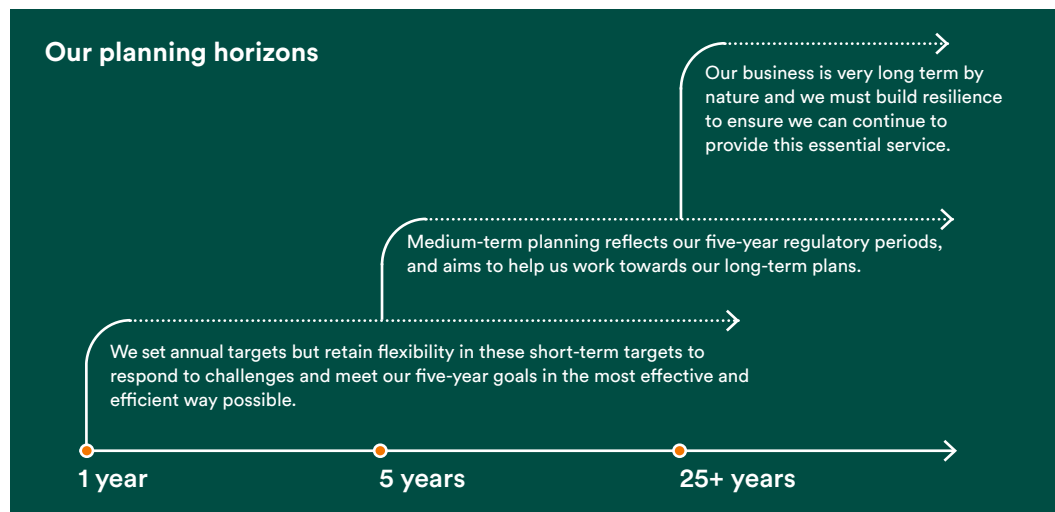 Our planning horizons
Our business is very long term by
nature and we must build resilience
to ensure we can continue to
provide this essential service.
Medium-term planning reflects our five-year regulatory periods,
and aims to help us work towards our long-term plans.
We set annual targets but retain flexibility in these short-term targets to
respond to challenges and meet our five-year goals in the most effective and
efficient way possible.
1 year
5 years
25+ years